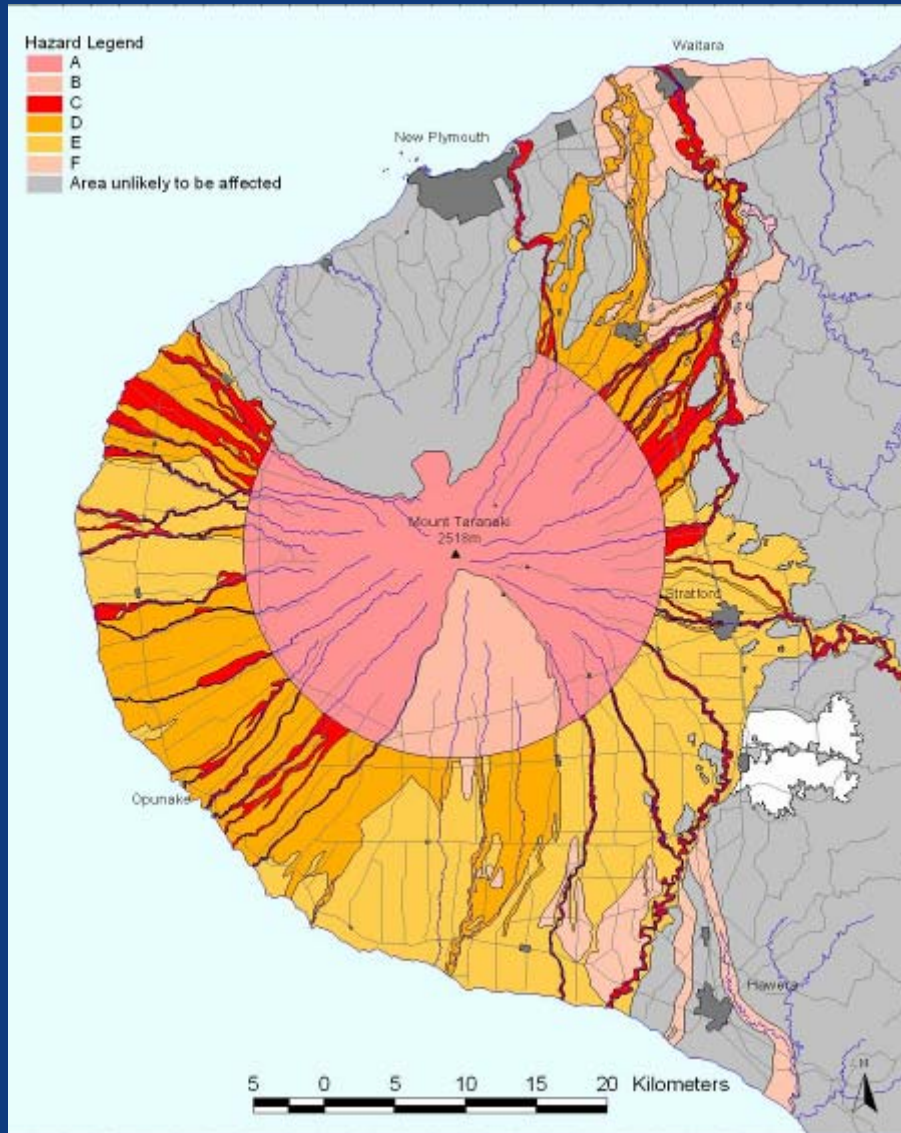 Hazard Legend
A
B
C
D
E
F
Area unlikely to be affected
Waitara
New Plymouth
Mount Taranaki
2518m
Stratford
Opunake
Hawera
N
5 0 5 10 15 20 Kilometers